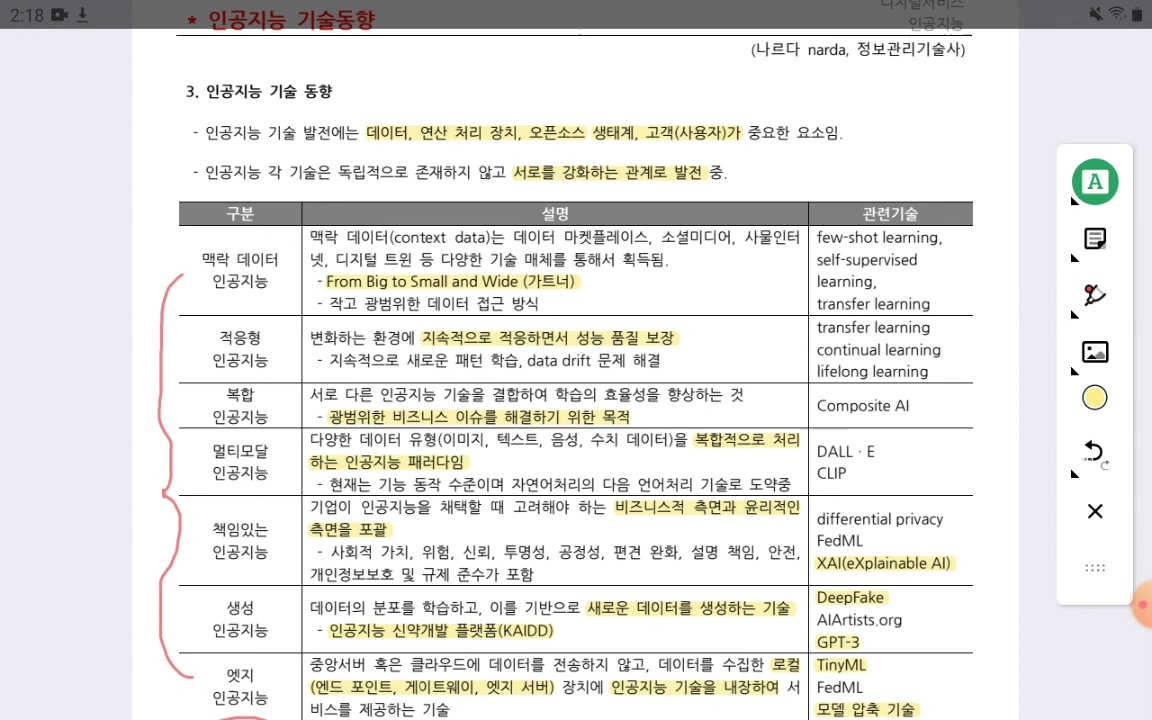 2:18
디지털서비스
* 인공지능 기술동향
인공지능
(나르다 narda, 정보관리기술사)
3. 인공지능 기술 동향
- 인공지능 기술 발전에는 데이터, 연산 처리 장치, 오픈소스 생태계, 고객(사용자)가 중요한 요소임.
- 인공지능 각 기술은 독립적으로 존재하지 않고 서로를 강화하는 관계로 발전 중.
구분 설명 관련기술
맥락 데이터
인공지능
맥락 데이터(context data)는 데이터 마켓플레이스, 소셜미디어, 사물인터
넷, 디지털 트윈 등 다양한 기술 매체를 통해서 획득됨.
- From Big to Small and Wide (가트너)
- 작고 광범위한 데이터 접근 방식
few-shot learning,
self-supervised
learning,
transfer learning
적응형
인공지능
변화하는 환경에 지속적으로 적응하면서 성능 품질 보장
- 지속적으로 새로운 패턴 학습, data drift 문제 해결
transfer learning
continual learning
lifelong learning
복합
인공지능
서로 다른 인공지능 기술을 결합하여 학습의 효율성을 향상하는 것
- 광범위한 비즈니스 이슈를 해결하기 위한 목적
Composite AI
멀티모달
인공지능
다양한 데이터 유형(이미지, 텍스트, 음성, 수치 데이터)을 복합적으로 처리
하는 인공지능 패러다임
- 현재는 기능 동작 수준이며 자연어처리의 다음 언어처리 기술로 도약중
DALL · E
CLIP
책임있는
인공지능
기업이 인공지능을 채택할 때 고려해야 하는 비즈니스적 측면과 윤리적인
측면을 포괄
- 사회적 가치, 위험, 신뢰, 투명성, 공정성, 편견 완화, 설명 책임, 안전,
개인정보보호 및 규제 준수가 포함
differential privacy
FedML
XAI(eXplainable AI)
생성
인공지능
데이터의 분포를 학습하고, 이를 기반으로 새로운 데이터를 생성하는 기술
- 인공지능 신약개발 플랫폼(KAIDD)
DeepFake
AIArtists.org
GPT-3
엣지
인공지능
중앙서버 혹은 클라우드에 데이터를 전송하지 않고, 데이터를 수집한 로컬
(엔드 포인트, 게이트웨이, 엣지 서버) 장치에 인공지능 기술을 내장하여 서
비스를 제공하는 기술
TinyML
FedML
모델 압축 기술
A